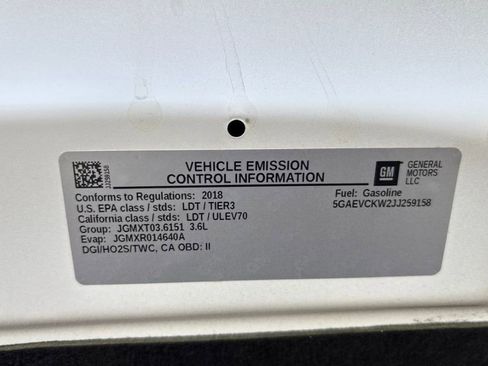 JJ259158
VEHICLE EMISSION
CONTROL INFORMATION
GM
GENERAL
MOTORS
LLC
Conforms to Regulations: 2018
U.S. EPA class / stds: LDT / TIER3
California class / stds: LDT / ULEV70
Group: JGMXT03.6151 3.6L
Evap: JGMXR014640A
DGI/HO2S/TWC, CA OBD: II
Fuel: Gasoline
5GAEVCKW2JJ259158